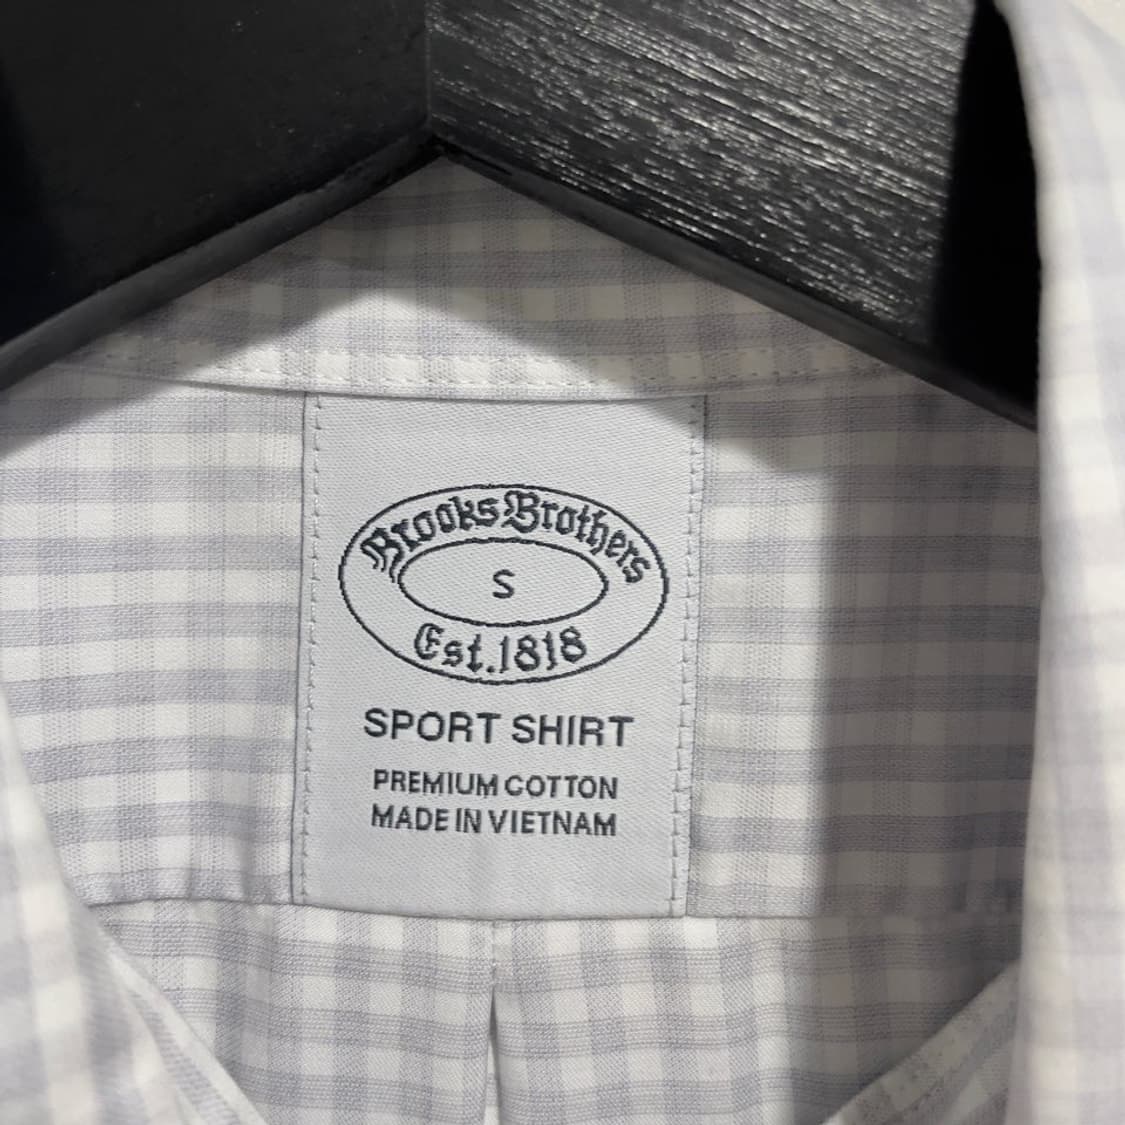 Brooks Brothers
S
Est. 1818
SPORT SHIRT
PREMIUM COTTON
MADE IN VIETNAM